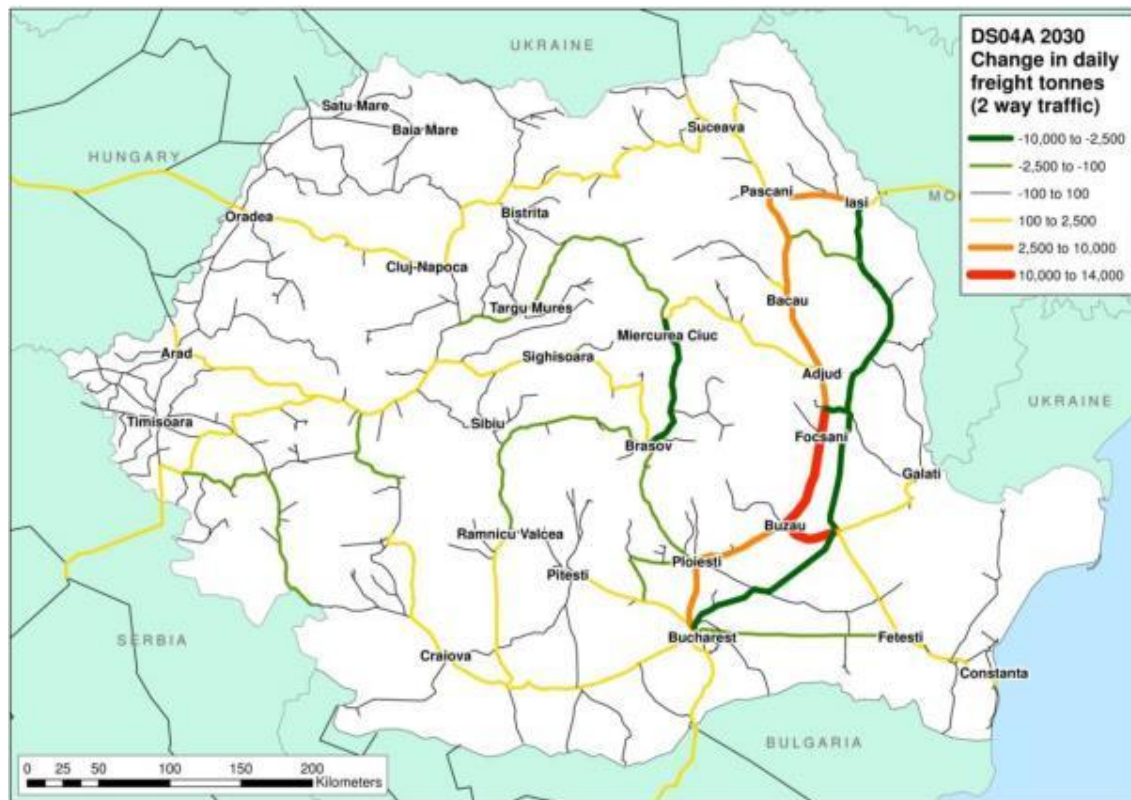 UKRAINE
DS04A 2030
Change in daily
freight tonnes
(2 way traffic)
-10,000 to -2,500
-2,500 to -100
-100 to 100
100 to 2,500
2,500 to 10,000
10,000 to 14,000
Satu Mare
Baia Mare
Suceava
HUNGARY
Pascani
Iasi
MO
Oradea
Bistrita
Cluj-Napoca
Targu Mures
Bacau
Miercurea Ciuc
Arad
Sighisoara
Adjud
UKRAINE
Timisoara
Sibiu
Focsani
Brasov
Galati
Buzau
Ramnicu Valcea
Ploiesti
Pitesti
SERBIA
Bucharest
Fetesti
Craiova
Constanta
BULGARIA
0 25 50 100 150 200
Kilometers